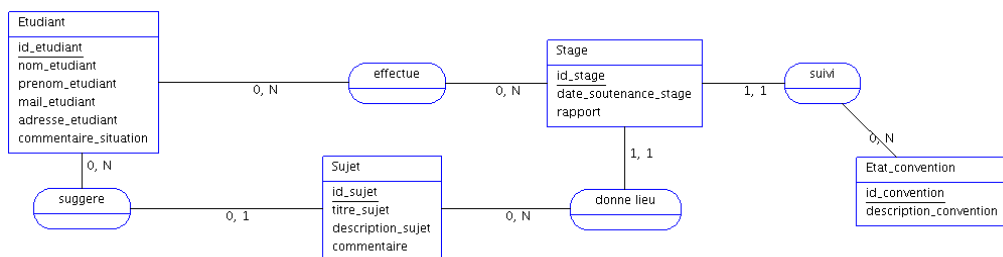 Etudiant
id_etudiant
nom_etudiant
prenom_etudiant
mail_etudiant
adresse_etudiant
commentaire_situation
0, N
effectue
0, N
Stage
id_stage
date_soutenance_stage
rapport
1, 1
suivi
0, N
Etat_convention
id_convention
description_convention
1, 1
0, N
suggere
0, 1
Sujet
id_sujet
titre_sujet
description_sujet
commentaire
0, N
donne lieu